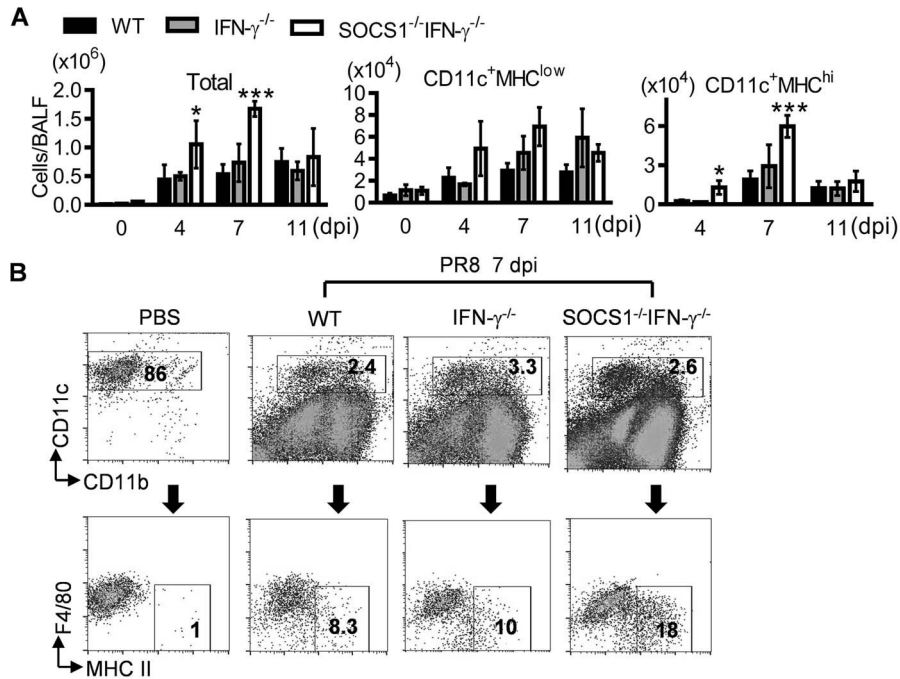 A
WT IFN-γ-/- SOCS1-/-IFN-γ-/-
(x10^6)
Total
Cells/BALF
2.0
1.5
1.0
0.5
0.0
* ***
0 4 7 11 (dpi)
(x10^4)
CD11c+MHClow
10
8
6
4
2
0
0 4 7 11 (dpi)
(x10^4)
CD11c+MHChi
6
3
0
* ***
4 7 11 (dpi)
B
PR8 7 dpi
PBS WT IFN-γ-/- SOCS1-/-IFN-γ-/-
CD11c
86 2.4 3.3 2.6
CD11b
F4/80
1 8.3 10 18
MHC II